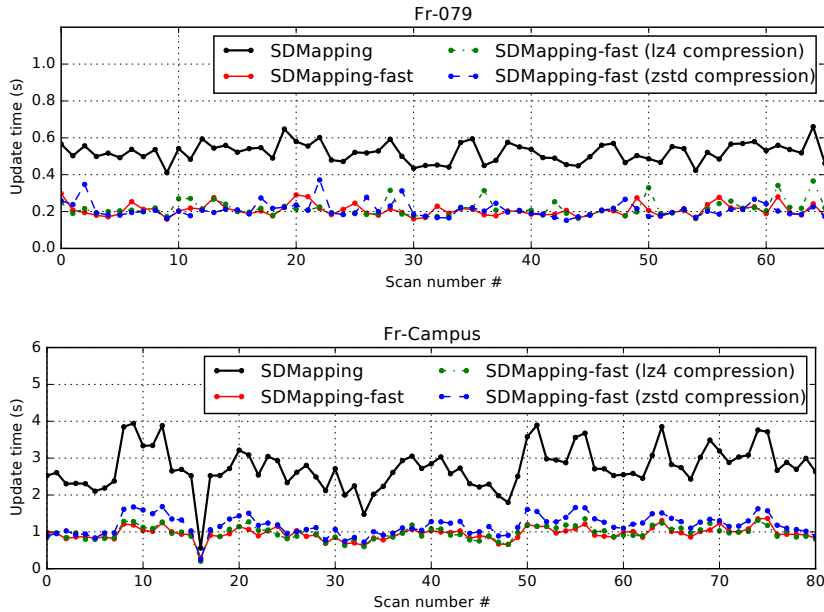 Fr-079
SDMapping
SDMapping-fast
SDMapping-fast (lz4 compression)
SDMapping-fast (zstd compression)
Update time (s)
1.0
0.8
0.6
0.4
0.2
0.0
0 10 20 30 40 50 60
Scan number #
Fr-Campus
SDMapping
SDMapping-fast
SDMapping-fast (lz4 compression)
SDMapping-fast (zstd compression)
Update time (s)
6
5
4
3
2
1
0
0 10 20 30 40 50 60 70 80
Scan number #